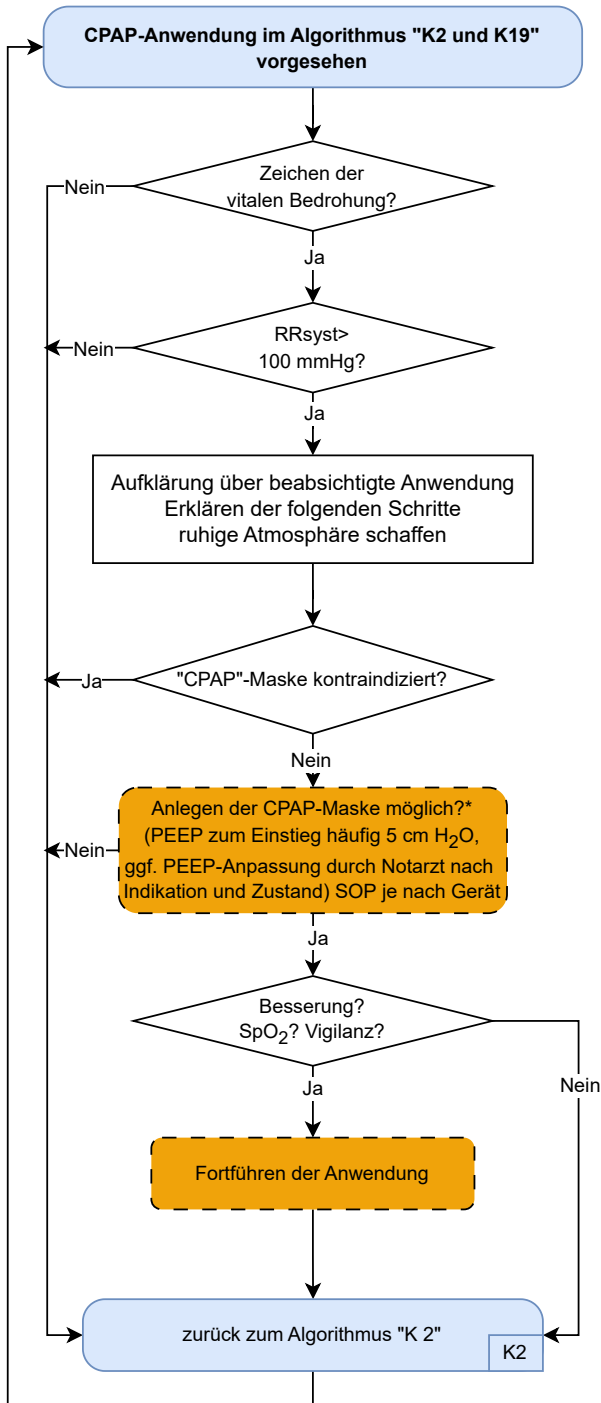 CPAP-Anwendung im Algorithmus "K2 und K19"
vorgesehen
Zeichen der
vitalen Bedrohung?
Nein
Ja
RRsyst>
100 mmHg?
Nein
Ja
Aufklärung über beabsichtigte Anwendung
Erklären der folgenden Schritte
ruhige Atmosphäre schaffen
"CPAP"-Maske kontraindiziert?
Ja
Nein
Anlegen der CPAP-Maske möglich?*
(PEEP zum Einstieg häufig 5 cm H₂O,
ggf. PEEP-Anpassung durch Notarzt nach
Indikation und Zustand) SOP je nach Gerät
Nein
Ja
Besserung?
SpO₂? Vigilanz?
Nein
Ja
Fortführen der Anwendung
zurück zum Algorithmus "K 2"
K2